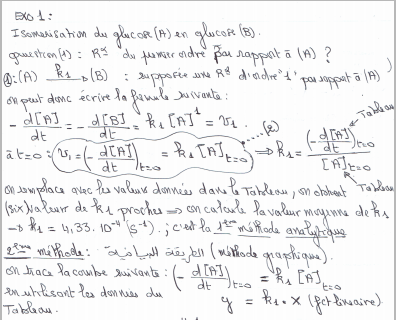 Exo 1:
Isomerisation du glucose (A) en glucose (B).
question (1): R^x du premier ordre par rapport à (A) ?
①: (A) —k₁→ (B) : supposée une R^x d'ordre '1' par rapport à (A)
on peut donc écrire la formule suivante:
- d[A]/dt = - d[B]/dt = k₁ [A]¹ = v₁
Tableau
(2)
à t=0: v₁ = (- d[A]/dt)t=0 = k₁ [A]t=0 ⟹ k₁ = (- d[A]/dt)t=0 / [A]t=0
Tableau
on remplace avec les valeurs données dans le Tableau, on obtient
(six) valeurs de k₁ proches ⟹ on calcule la valeur moyenne de k₁
→ k₁ = 4,33. 10⁻⁴ (s⁻¹). ; c'est la 1ère méthode analytique
2ème méthode: الطريقة البيانية (méthode graphique).
on trace la courbe suivante: (- d[A]/dt)t=0 = k₁ [A]t=0
en utilisant les données du
y = k₁ . x (fct linéaire).
Tableau.